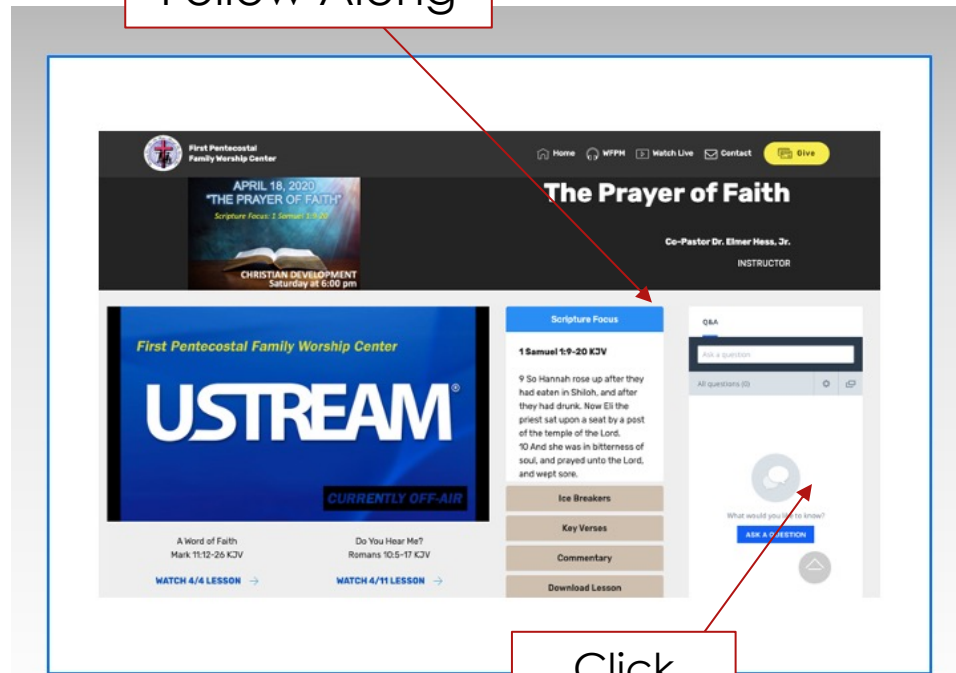 Follow Along
First Pentecostal
Family Worship Center
Home WFPM Watch Live Contact Give
APRIL 18, 2020
"THE PRAYER OF FAITH"
Scripture Focus: 1 Samuel 1:9-20
CHRISTIAN DEVELOPMENT
Saturday at 6:00 pm
The Prayer of Faith
Co-Pastor Dr. Elmer Hess, Jr.
INSTRUCTOR
First Pentecostal Family Worship Center
USTREAM®
CURRENTLY OFF-AIR
A Word of Faith
Mark 11:12-26 KJV
WATCH 4/4 LESSON →
Do You Hear Me?
Romans 10:5-17 KJV
WATCH 4/11 LESSON →
Scripture Focus
1 Samuel 1:9-20 KJV
9 So Hannah rose up after they
had eaten in Shiloh, and after
they had drunk. Now Eli the
priest sat upon a seat by a post
of the temple of the Lord.
10 And she was in bitterness of
soul, and prayed unto the Lord,
and wept sore.
Ice Breakers
Key Verses
Commentary
Download Lesson
Q&A
Ask a question
All questions (0)
What would you like to know?
ASK A QUESTION
Click